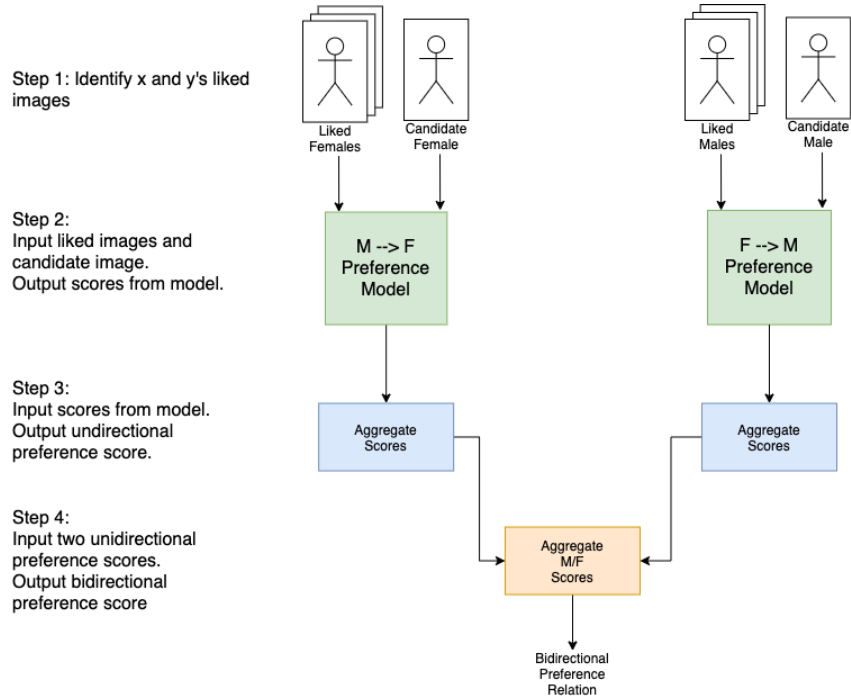 Step 1: Identify x and y's liked
images
Liked
Females
Candidate
Female
Liked
Males
Candidate
Male
Step 2:
Input liked images and
candidate image.
Output scores from model.
M --> F
Preference
Model
F --> M
Preference
Model
Step 3:
Input scores from model.
Output undirectional
preference score.
Aggregate
Scores
Aggregate
Scores
Step 4:
Input two unidirectional
preference scores.
Output bidirectional
preference score
Aggregate
M/F
Scores
Bidirectional
Preference
Relation